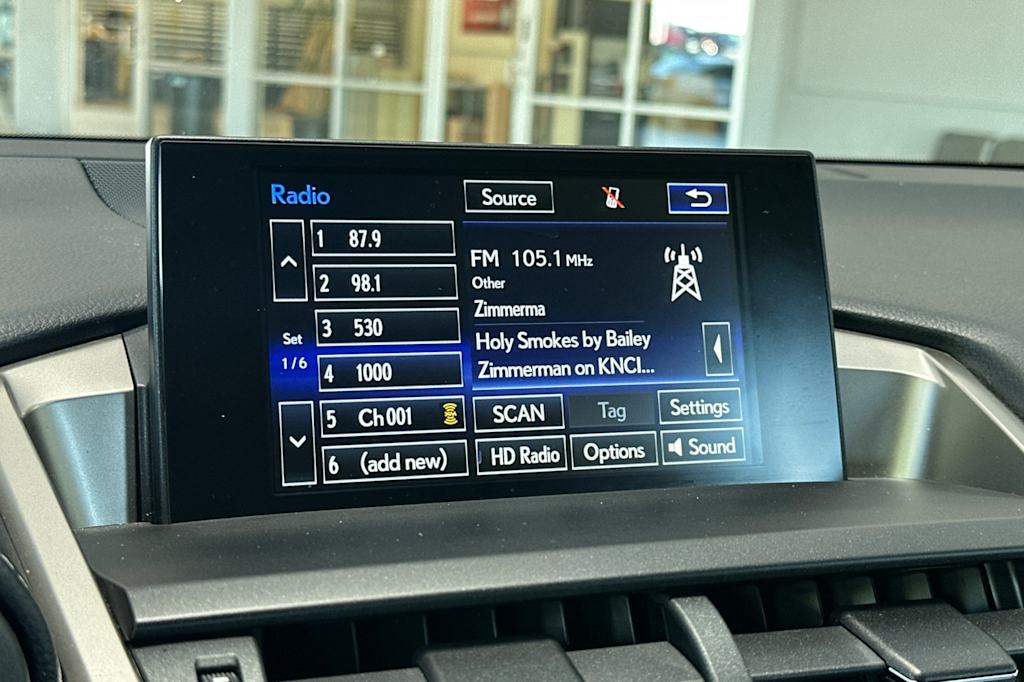 Radio
Source
1 87.9
2 98.1
3 530
4 1000
5 Ch 001
6 (add new)
Set
1/6
FM 105.1 MHz
Other
Zimmerma
Holy Smokes by Bailey
Zimmerman on KNCI...
SCAN
Tag
Settings
HD Radio
Options
Sound